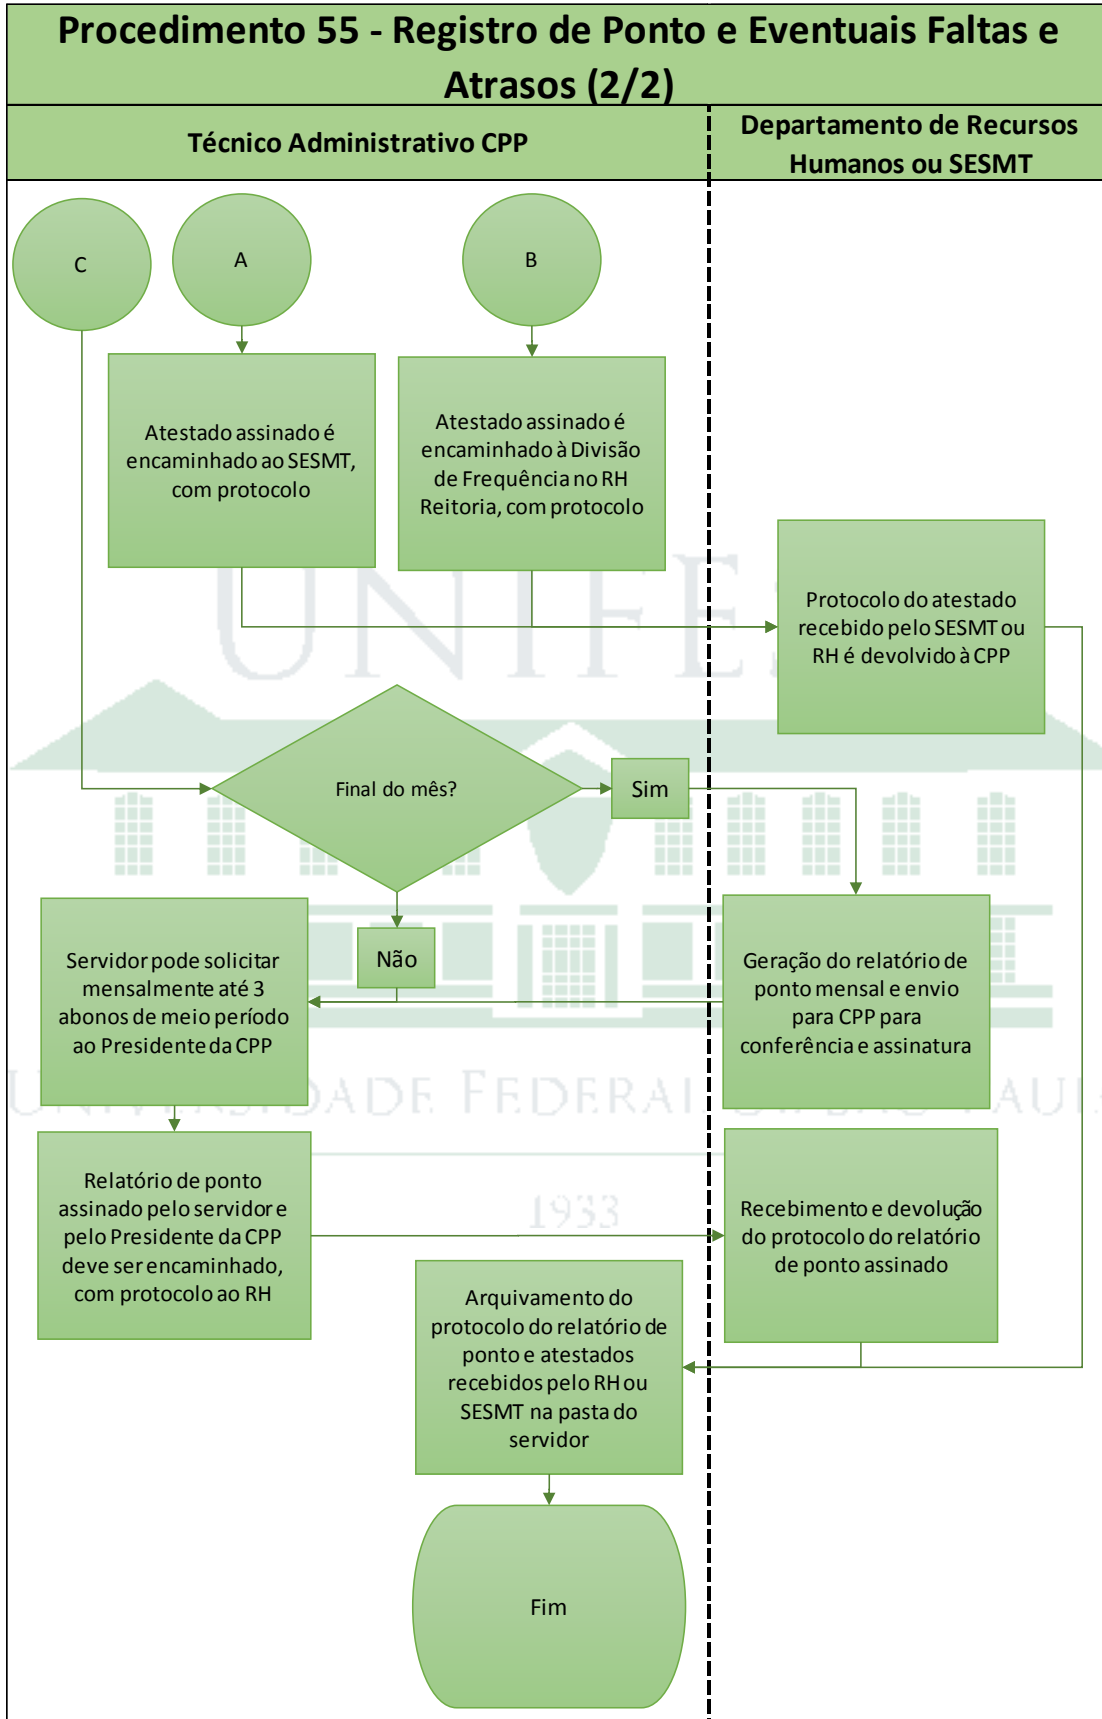 Procedimento 55 - Registro de Ponto e Eventuais Faltas e
Atrasos (2/2)
Técnico Administrativo CPP
Departamento de Recursos
Humanos ou SESMT
C
A
B
Atestado assinado é
encaminhado ao SESMT,
com protocolo
Atestado assinado é
encaminhado à Divisão
de Frequência no RH
Reitoria, com protocolo
Protocolo do atestado
recebido pelo SESMT ou
RH é devolvido à CPP
UNIFES
Final do mês?
Sim
Não
Servidor pode solicitar
mensalmente até 3
abonos de meio período
ao Presidente da CPP
Geração do relatório de
ponto mensal e envio
para CPP para
conferência e assinatura
UNIVERSIDADE FEDERAL
Relatório de ponto
assinado pelo servidor e
pelo Presidente da CPP
deve ser encaminhado,
com protocolo ao RH
1933
Recebimento e devolução
do protocolo do relatório
de ponto assinado
Arquivamento do
protocolo do relatório de
ponto e atestados
recebidos pelo RH ou
SESMT na pasta do
servidor
Fim